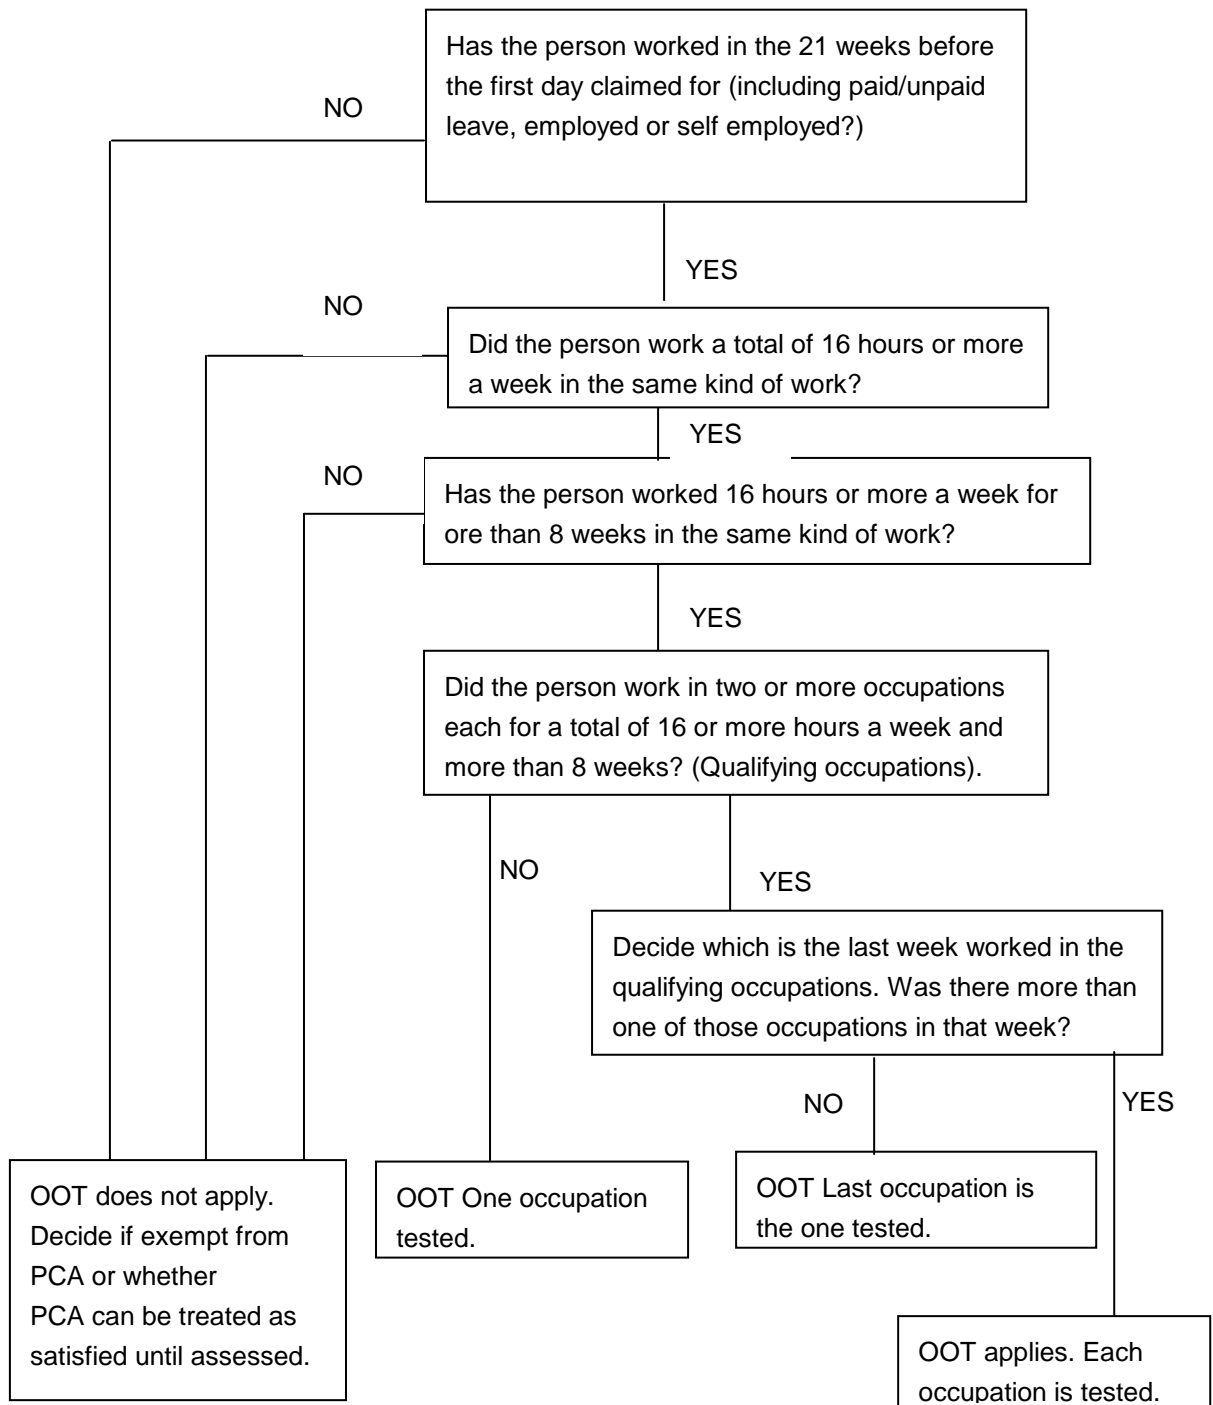 Has the person worked in the 21 weeks before
the first day claimed for (including paid/unpaid
leave, employed or self employed?)
NO
YES
NO
Did the person work a total of 16 hours or more
a week in the same kind of work?
YES
NO
Has the person worked 16 hours or more a week for
ore than 8 weeks in the same kind of work?
YES
Did the person work in two or more occupations
each for a total of 16 or more hours a week and
more than 8 weeks? (Qualifying occupations).
NO
YES
Decide which is the last week worked in the
qualifying occupations. Was there more than
one of those occupations in that week?
NO
YES
OOT does not apply.
Decide if exempt from
PCA or whether
PCA can be treated as
satisfied until assessed.
OOT One occupation
tested.
OOT Last occupation is
the one tested.
OOT applies. Each
occupation is tested.